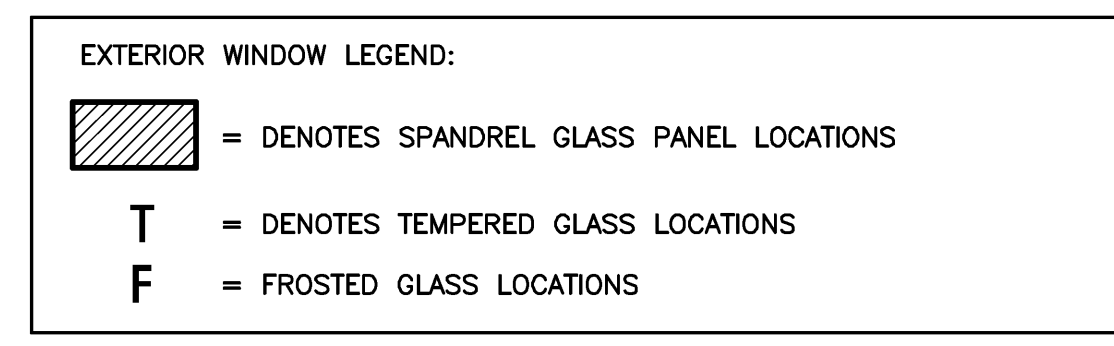 EXTERIOR WINDOW LEGEND:
= DENOTES SPANDREL GLASS PANEL LOCATIONS
T = DENOTES TEMPERED GLASS LOCATIONS
F = FROSTED GLASS LOCATIONS